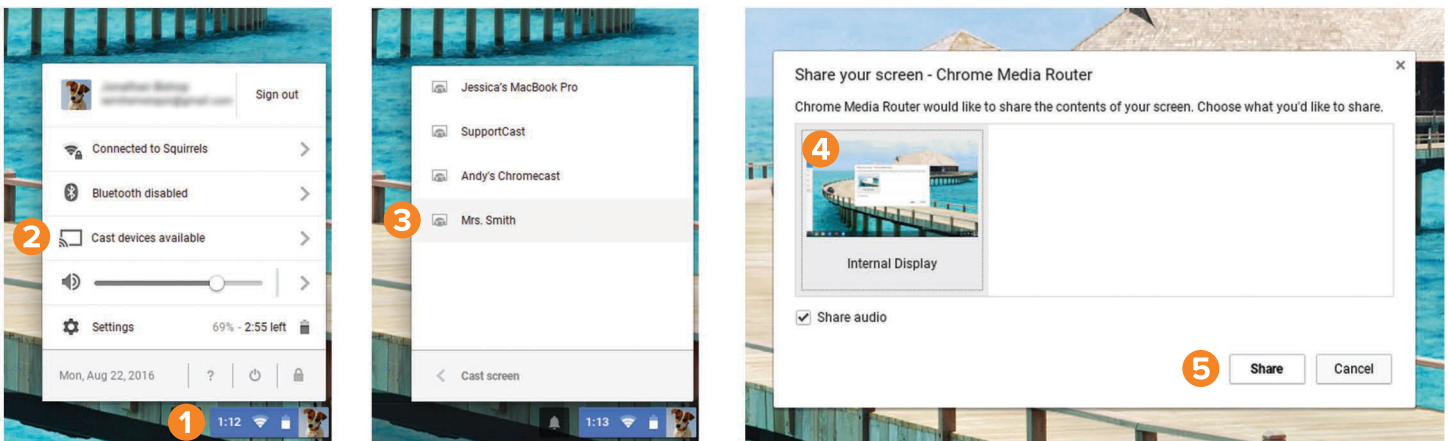 Sign out
Connected to Squirrels
Bluetooth disabled
2
Cast devices available
Settings 69% - 2:55 left
Mon, Aug 22, 2016 ?
1
1:12
Jessica's MacBook Pro
SupportCast
Andy's Chromecast
3
Mrs. Smith
Cast screen
1:13
Share your screen - Chrome Media Router
Chrome Media Router would like to share the contents of your screen. Choose what you'd like to share.
4
Internal Display
Share audio
5
Share Cancel